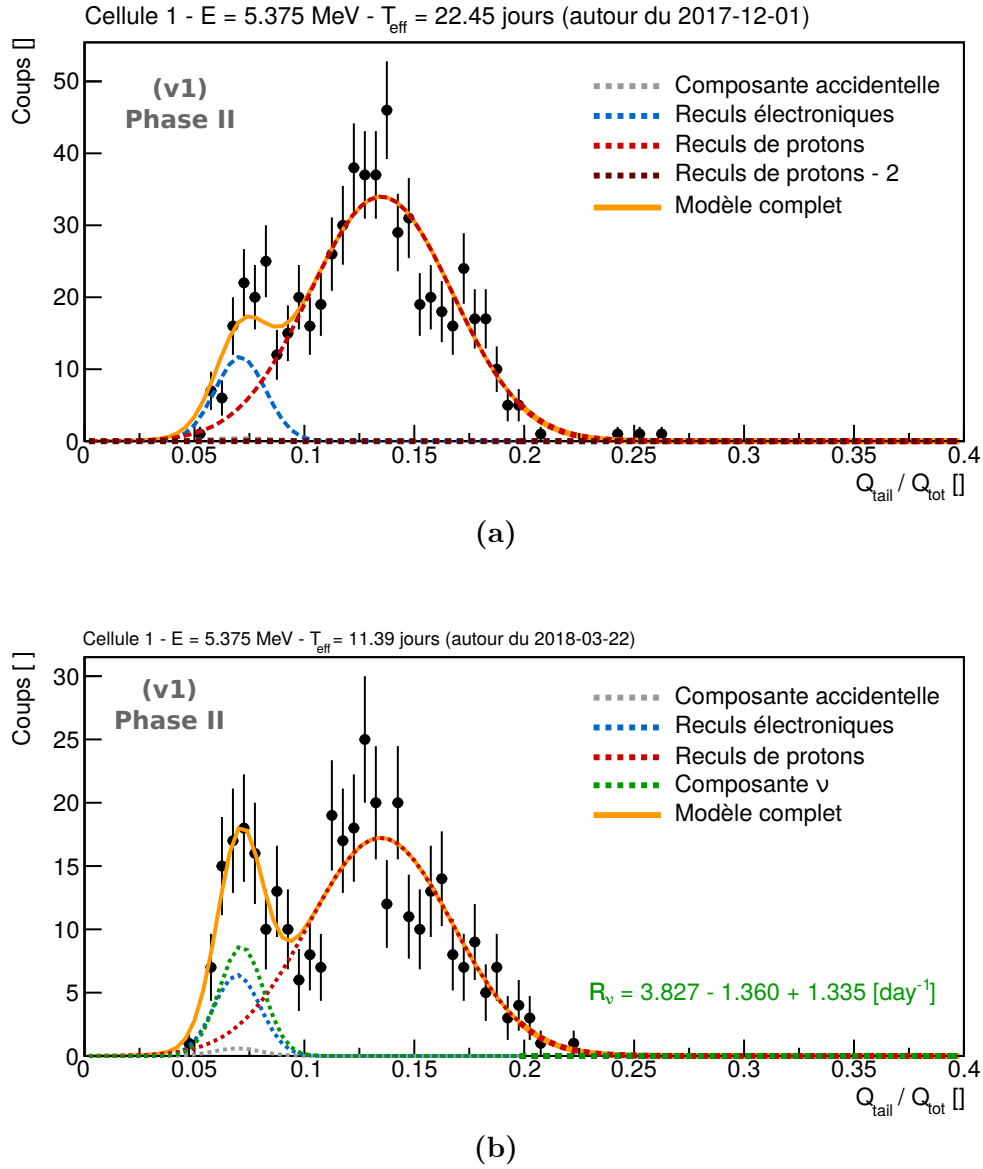 Cellule 1 - E = 5.375 MeV - T_eff = 22.45 jours (autour du 2017-12-01)
Coups []
(v1)
Phase II
Composante accidentelle
Reculs électroniques
Reculs de protons
Reculs de protons - 2
Modèle complet
50
40
30
20
10
0
0 0.05 0.1 0.15 0.2 0.25 0.3 0.35 0.4
Q_tail / Q_tot []
(a)
Cellule 1 - E = 5.375 MeV - T_eff = 11.39 jours (autour du 2018-03-22)
Coups [ ]
(v1)
Phase II
Composante accidentelle
Reculs électroniques
Reculs de protons
Composante ν
Modèle complet
30
25
20
15
10
5
0
R_ν = 3.827 - 1.360 + 1.335 [day⁻¹]
0 0.05 0.1 0.15 0.2 0.25 0.3 0.35 0.4
Q_tail / Q_tot []
(b)